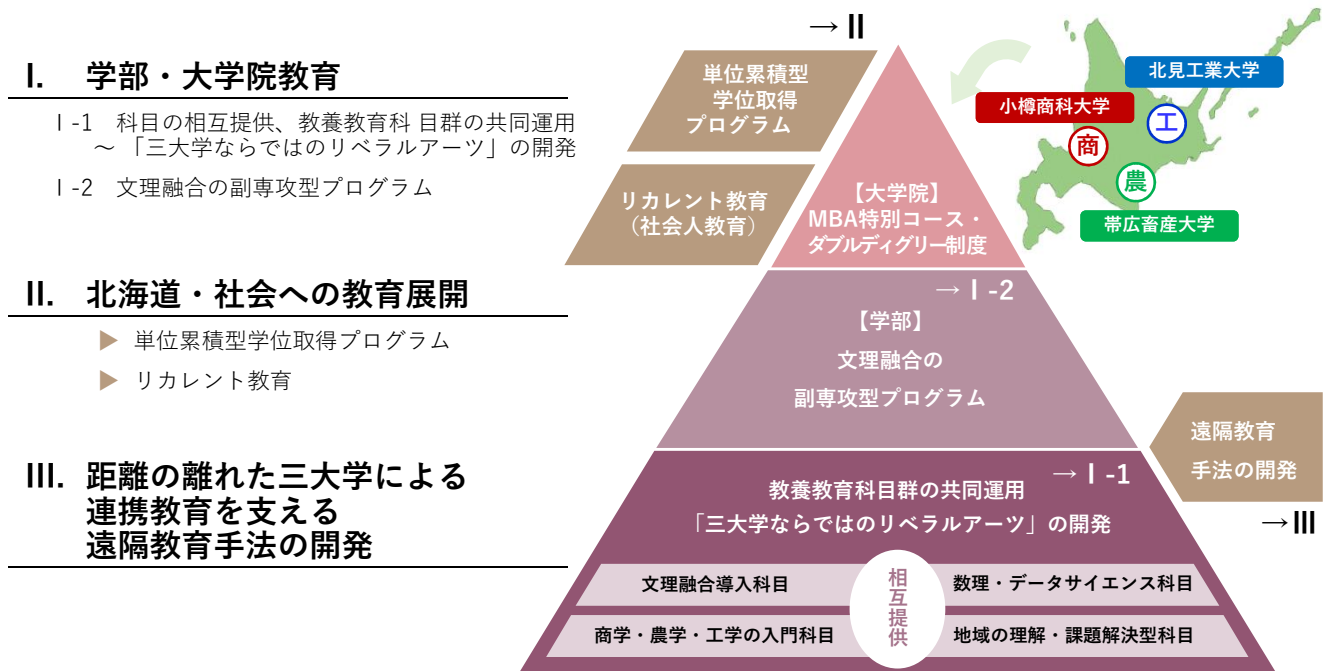 I. 学部・大学院教育
Ⅰ-1 科目の相互提供、教養教育科 目群の共同運用
～ 「三大学ならではのリベラルアーツ」の開発
Ⅰ-2 文理融合の副専攻型プログラム
II. 北海道・社会への教育展開
▶ 単位累積型学位取得プログラム
▶ リカレント教育
III. 距離の離れた三大学による
連携教育を支える
遠隔教育手法の開発
→ II
単位累積型
学位取得
プログラム
リカレント教育
（社会人教育）
【大学院】
MBA特別コース・
ダブルディグリー制度
北見工業大学
小樽商科大学
工
商
農
帯広畜産大学
→Ⅰ-2
【学部】
文理融合の
副専攻型プログラム
遠隔教育
手法の開発
→III
→Ⅰ-1
教養教育科目群の共同運用
「三大学ならではのリベラルアーツ」の開発
相互提供
文理融合導入科目
数理・データサイエンス科目
商学・農学・工学の入門科目
地域の理解・課題解決型科目